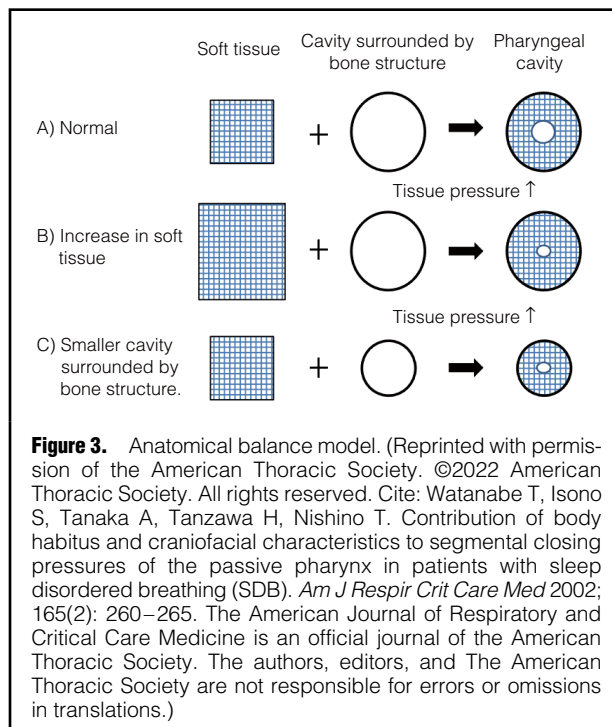 Soft tissue
Cavity surrounded by
bone structure
Pharyngeal
cavity
A) Normal
+
Tissue pressure ↑
B) Increase in soft
tissue
+
Tissue pressure ↑
C) Smaller cavity
surrounded by
bone structure.
+
Figure 3. Anatomical balance model. (Reprinted with permis-
sion of the American Thoracic Society. ©2022 American
Thoracic Society. All rights reserved. Cite: Watanabe T, Isono
S, Tanaka A, Tanzawa H, Nishino T. Contribution of body
habitus and craniofacial characteristics to segmental closing
pressures of the passive pharynx in patients with sleep
disordered breathing (SDB). Am J Respir Crit Care Med 2002;
165(2): 260–265. The American Journal of Respiratory and
Critical Care Medicine is an official journal of the American
Thoracic Society. The authors, editors, and The American
Thoracic Society are not responsible for errors or omissions
in translations.)